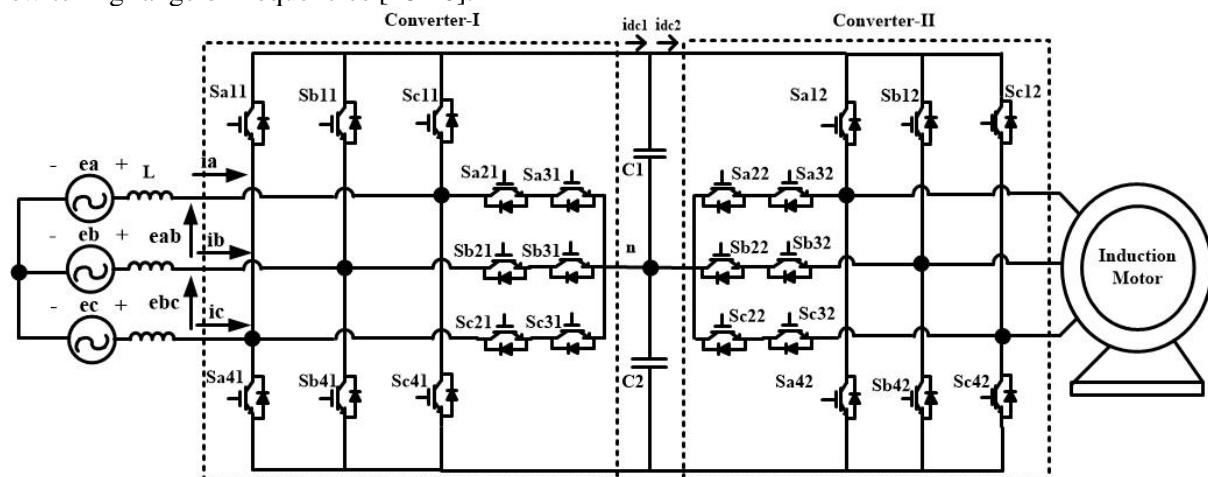 Converter-I
idc1 idc2
Converter-II
Sa11
Sb11
Sc11
Sa12
Sb12
Sc12
- ea +
L
ia
C1
Sa21 Sa31
Sa22 Sa32
- eb +
eab
ib
Sb21 Sb31
n
Sb22 Sb32
Induction
Motor
- ec +
ebc
ic
Sc21 Sc31
Sc22 Sc32
Sa41
Sb41
Sc41
C2
Sa42
Sb42
Sc42